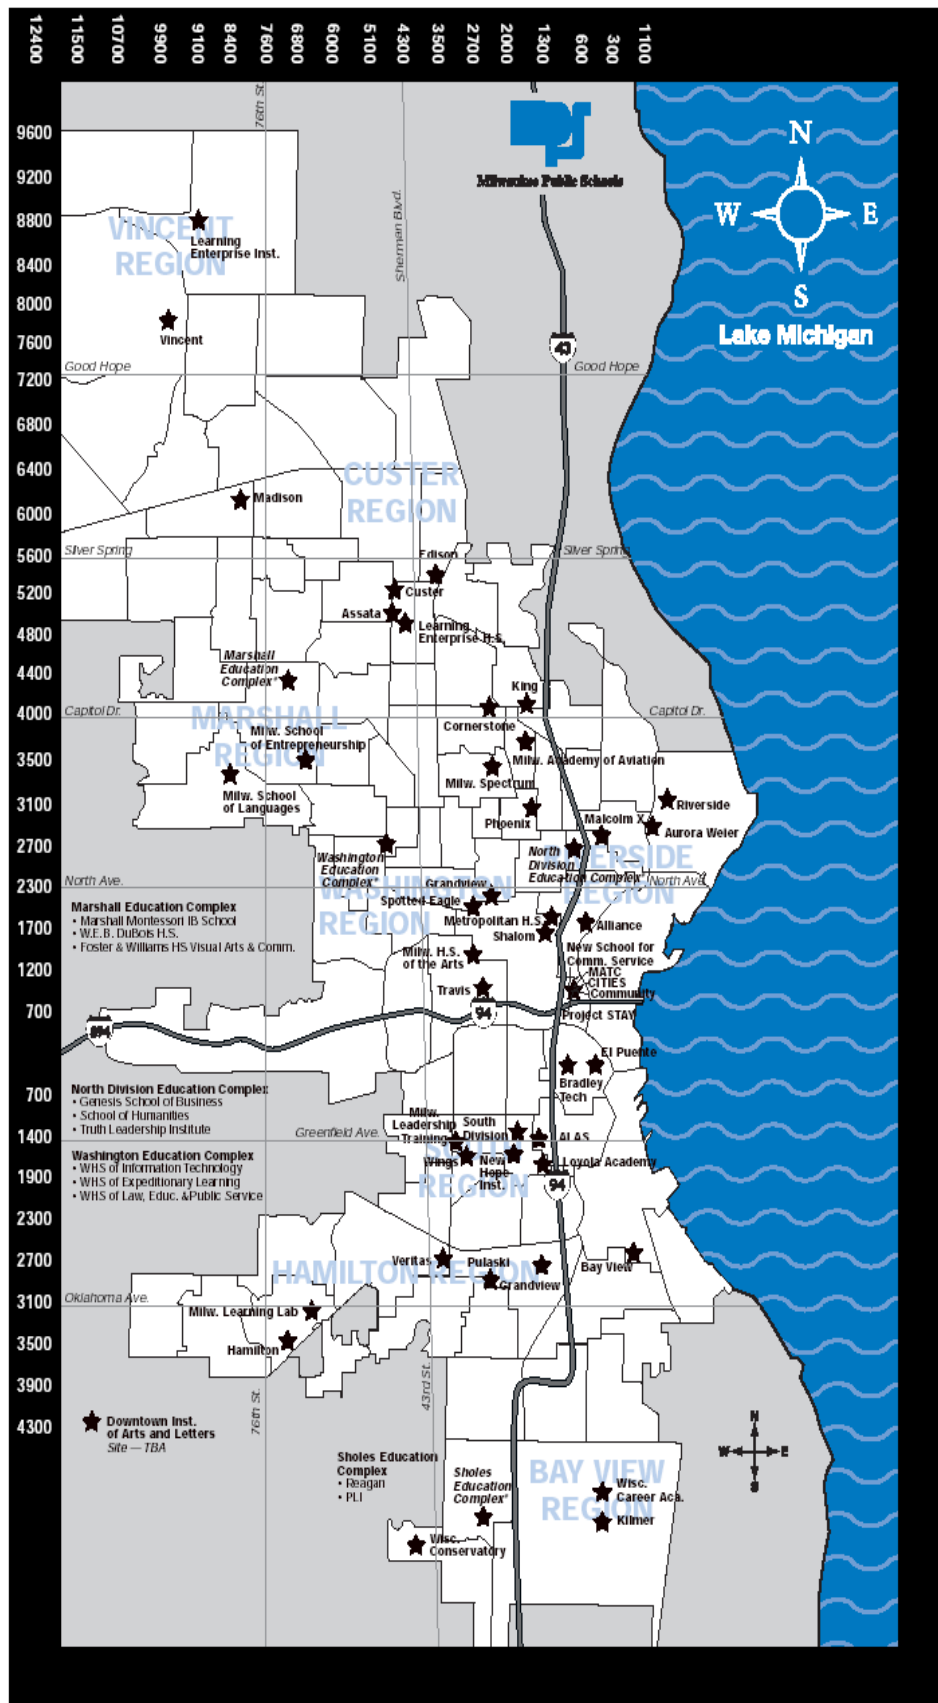 12400
11500
10700
9900
9100
8400
7600
6800
6000
5100
4300
3500
2700
2000
1300
600
300
1100
9600
9200
8800
8400
8000
7600
7200
6800
6400
6000
5600
5200
4800
4400
4000
3500
3100
2700
2300
1700
1200
700
700
1400
1900
2300
2700
3100
3500
3900
4300
76th St.
Sherman Blvd.
Milwaukee Public Schools
N
W
E
S
Lake Michigan
VINCENT
REGION
Learning
Enterprise Inst.
Vincent
43
Good Hope
Good Hope
CUSTER
REGION
Madison
Silver Spring
Silver Spring
Edison
Custer
Assata
Learning
Enterprise H.S.
Marshall
Education
Complex*
King
Capitol Dr.
Capitol Dr.
MARSHALL
REGION
Cornerstone
Milw. School
of Entrepreneurship
Milw. Academy of Aviation
Milw. Spectrum
Milw. School
of Languages
Riverside
Phoenix
Malcolm X
Aurora Weier
Washington
Education
Complex*
North
Division
Education Complex*
RIVERSIDE
REGION
North Ave.
North Ave.
WASHINGTON
REGION
Grandview
Spotted Eagle
Metropolitan H.S.
Alliance
Shalom
Marshall Education Complex
• Marshall Montessori IB School
• W.E.B. DuBois H.S.
• Foster & Williams HS Visual Arts & Comm.
Milw. H.S.
of the Arts
New School for
Comm. Service
MATC
CITIES
Community
Travis
94
894
Project STAY
El Puente
Bradley
Tech
North Division Education Complex
• Genesis School of Business
• School of Humanities
• Truth Leadership Institute
Washington Education Complex
• WHS of Information Technology
• WHS of Expeditionary Learning
• WHS of Law, Educ. &Public Service
Greenfield Ave.
Milw.
Leadership
Training
South
Division
ALAS
Wings
New
Hope
Inst.
Loyola Academy
SOUTH
REGION
94
HAMILTON REGION
Veritas
Pulaski
Grandview
Bay View
Oklahoma Ave.
Milw. Learning Lab
Hamilton
76th St.
43rd St.
Downtown Inst.
of Arts and Letters
Site — TBA
Sholes Education
Complex
• Reagan
• PLI
Sholes
Education
Complex*
BAY VIEW
REGION
Wisc.
Career Aca.
Kilmer
Wisc.
Conservatory
N
W
E
S